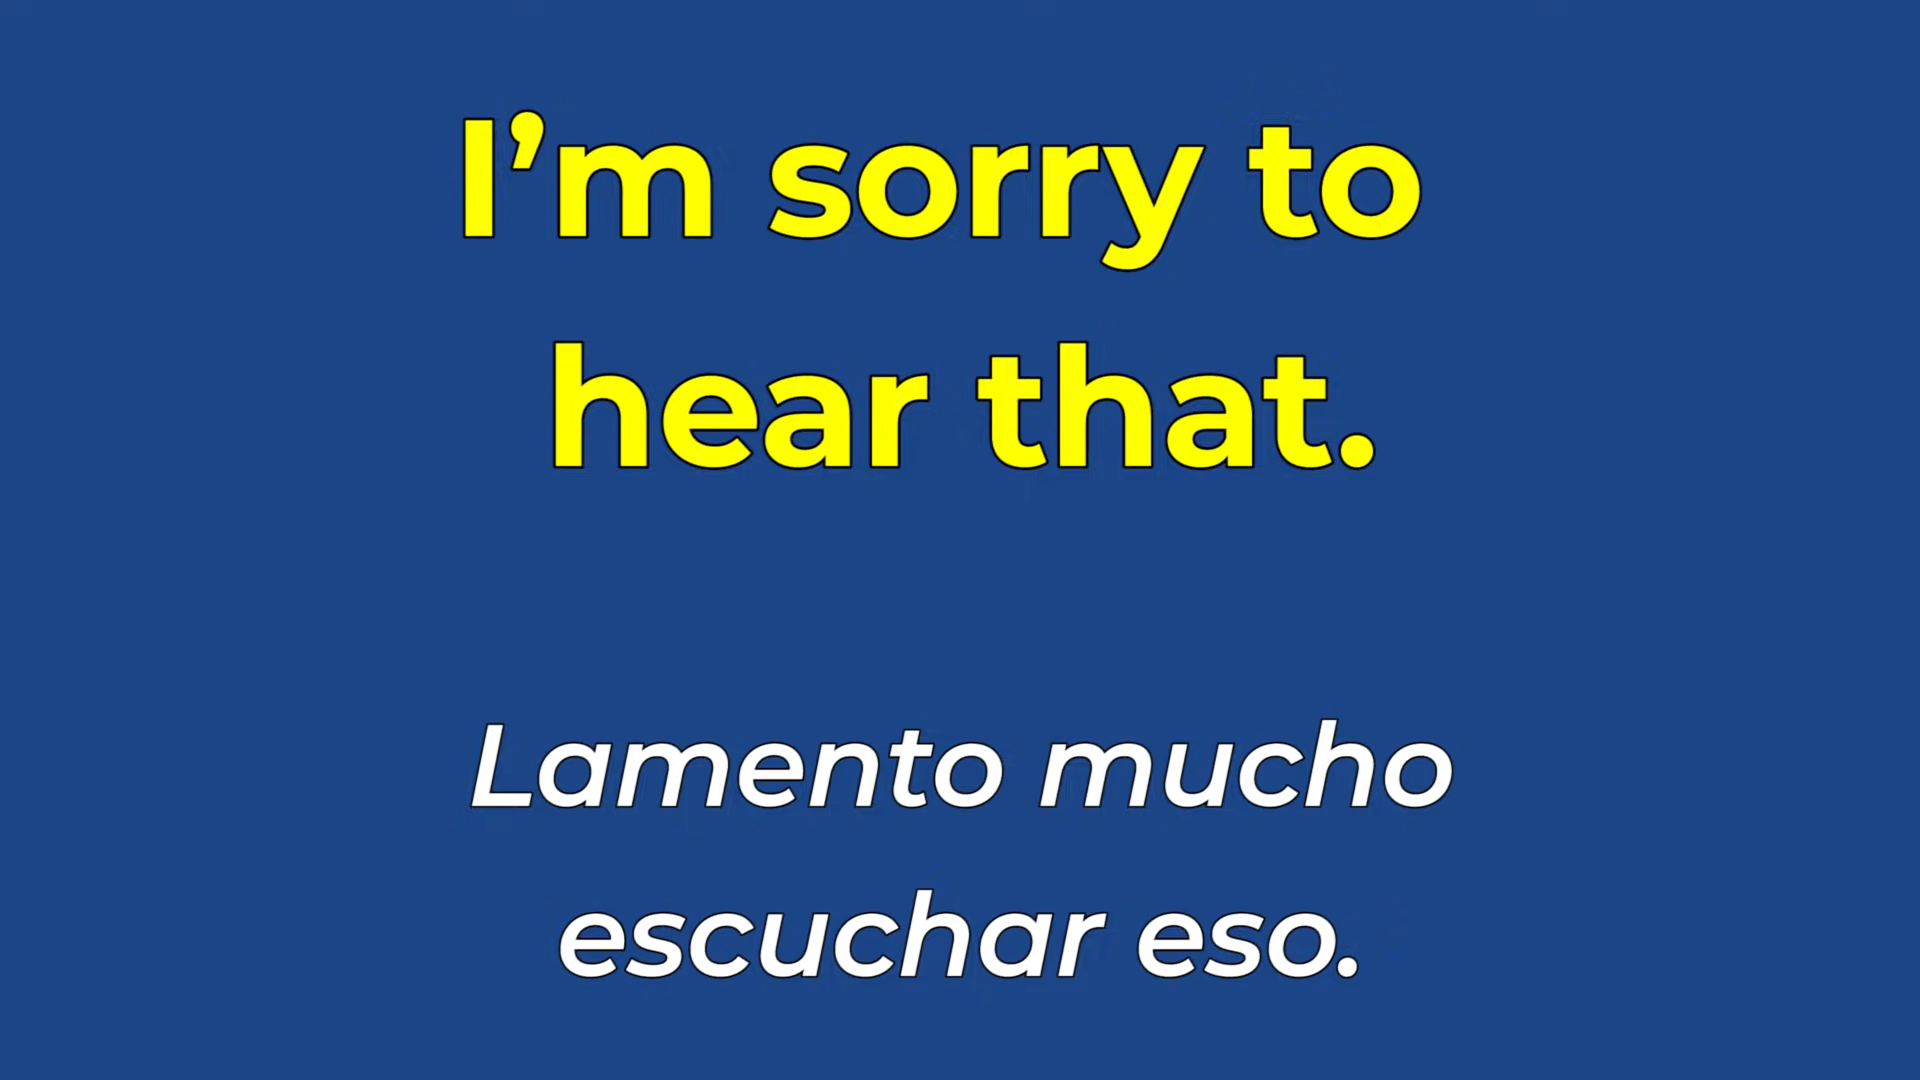 I’m sorry to
hear that.
Lamento mucho
escuchar eso.